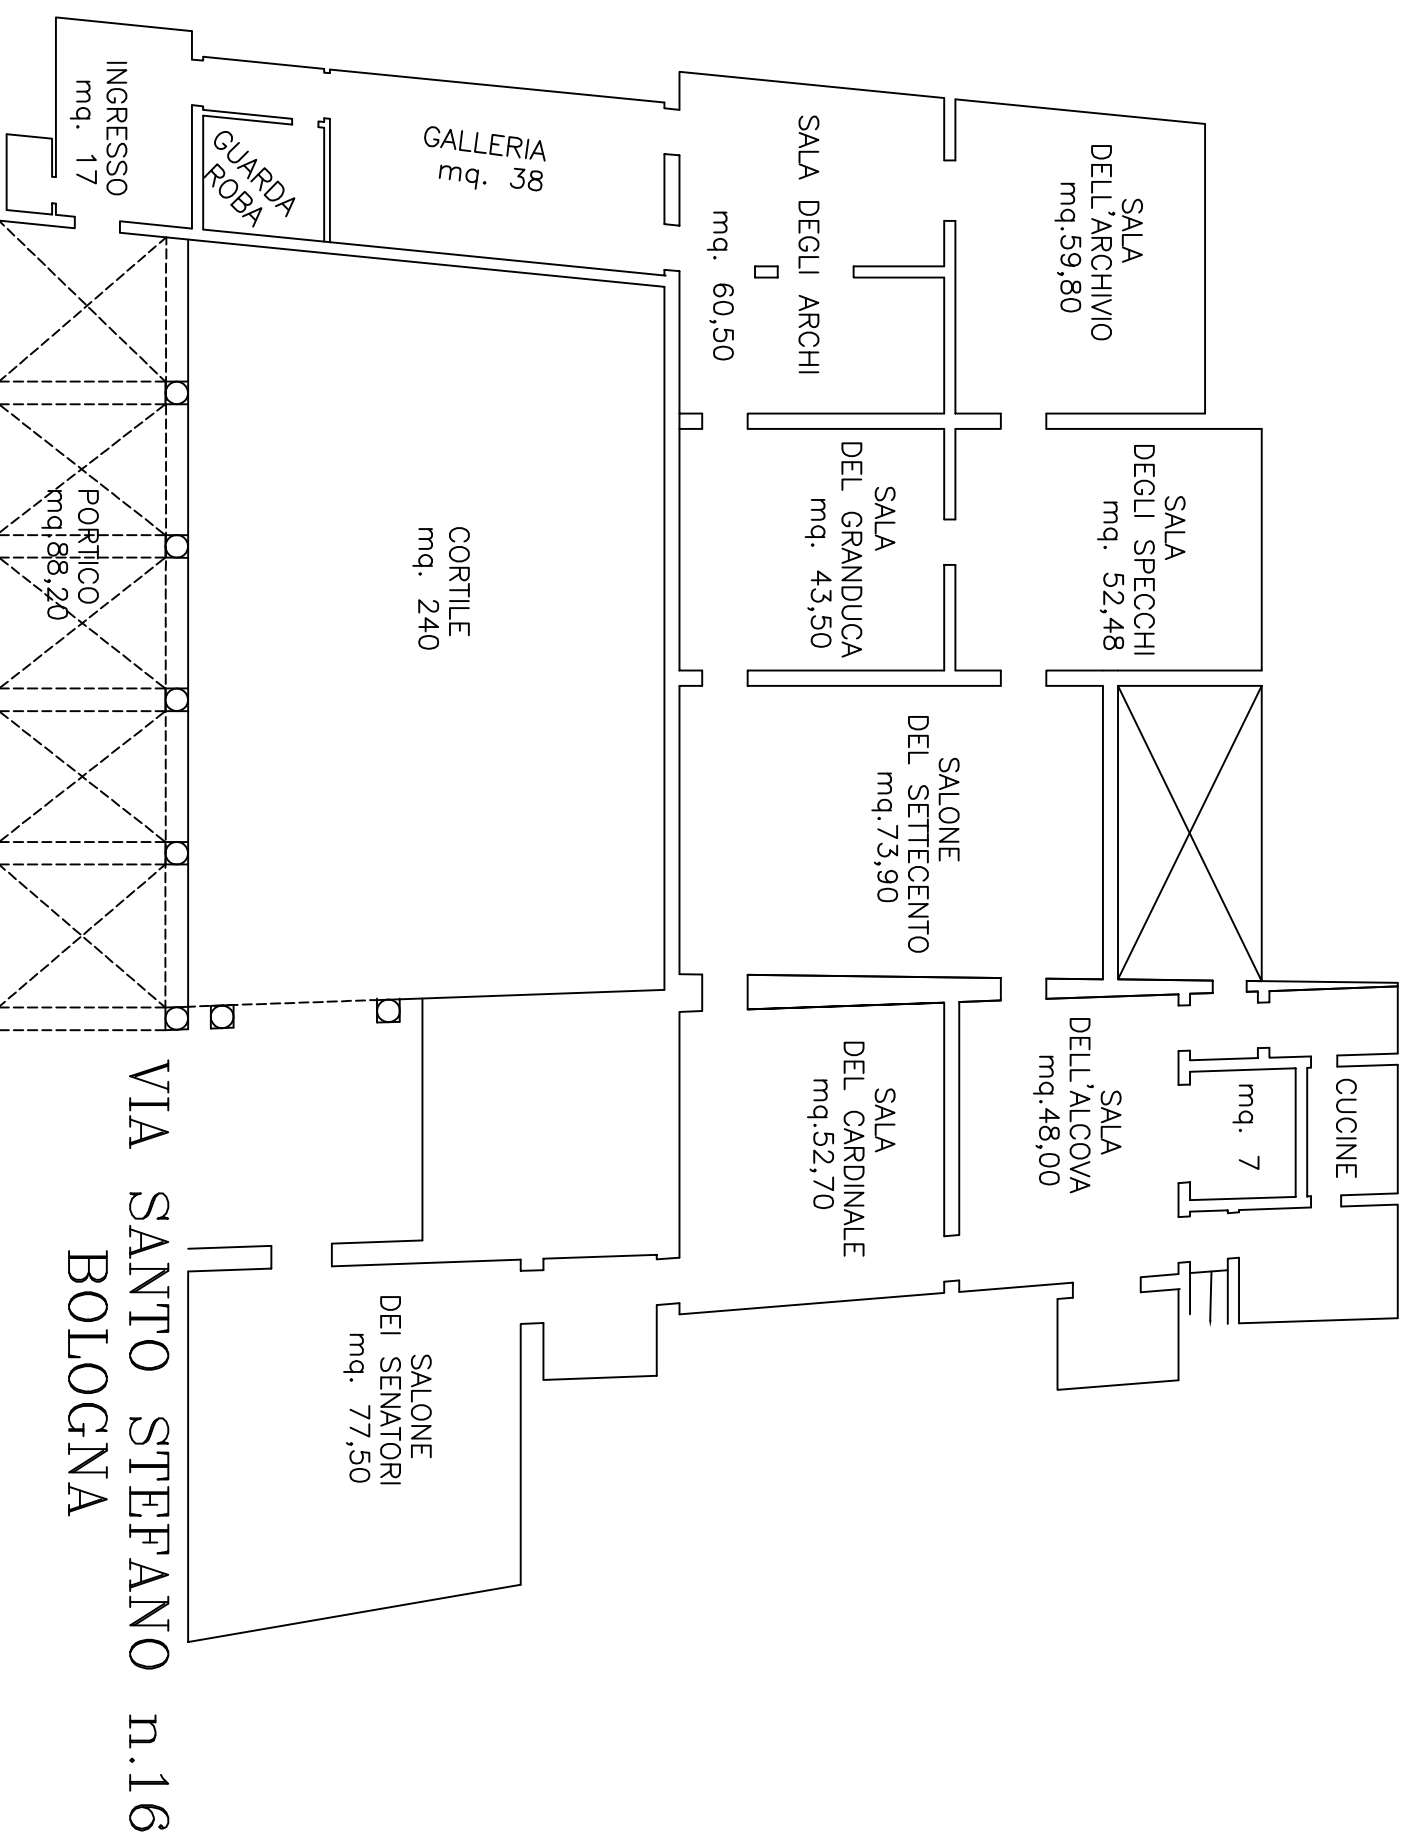 SALA
DELL'ARCHIVIO
mq.59,80
SALA
DEGLI SPECCHI
mq. 52,48
CUCINE
mq. 7
SALA
DELL'ALCOVA
mq.48,00
SALA DEGLI ARCHI
mq. 60,50
SALA
DEL GRANDUCA
mq. 43,50
SALONE
DEL SETTECENTO
mq.73,90
SALA
DEL CARDINALE
mq.52,70
GALLERIA
mq. 38
GUARDA
ROBA
CORTILE
mq. 240
SALONE
DEI SENATORI
mq. 77,50
INGRESSO
mq. 17
PORTICO
mq.88,20
VIA SANTO STEFANO n.16
BOLOGNA